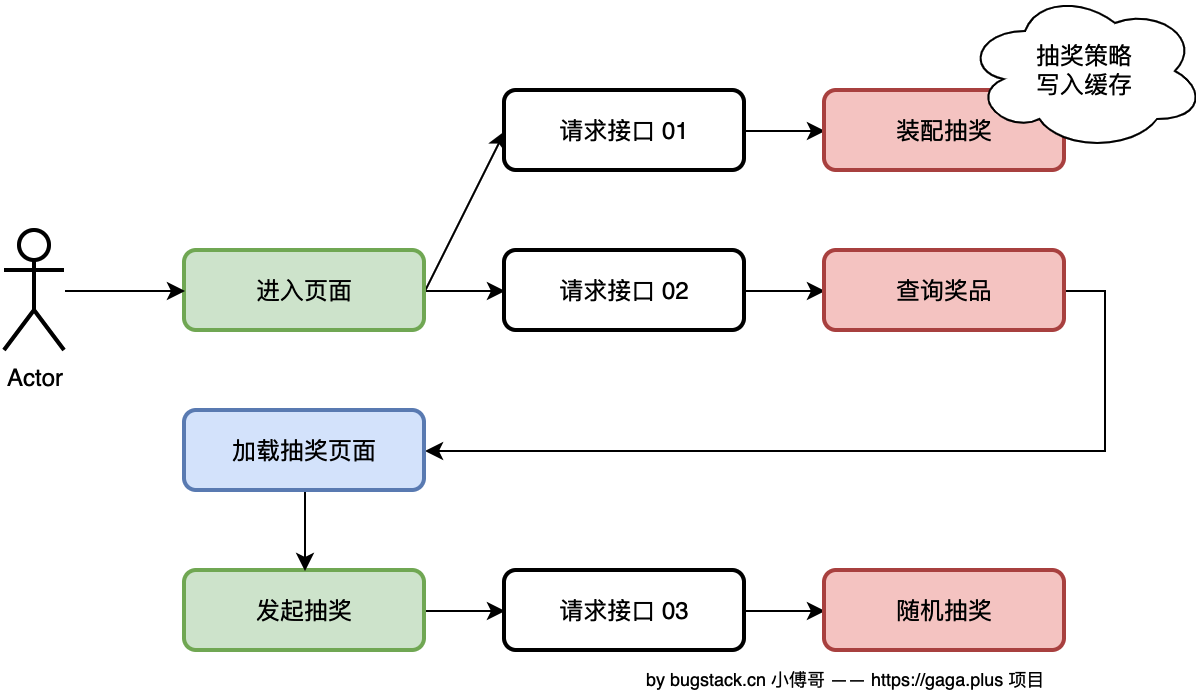 抽奖策略
写入缓存
请求接口 01
装配抽奖
进入页面
请求接口 02
查询奖品
Actor
加载抽奖页面
发起抽奖
请求接口 03
随机抽奖
by bugstack.cn 小傅哥 —— https://gaga.plus 项目